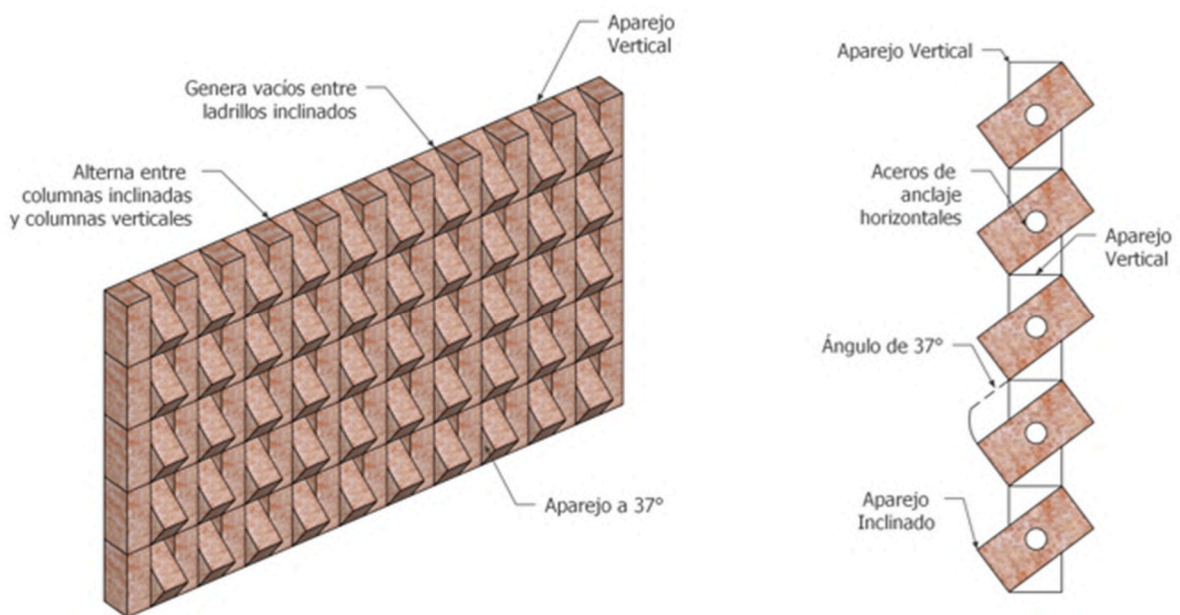 Aparejo
Vertical
Genera vacíos entre
ladrillos inclinados
Alterna entre
columnas inclinadas
y columnas verticales
Aparejo a 37°
Aparejo Vertical
Aceros de
anclaje
horizontales
Aparejo
Vertical
Ángulo de 37°
Aparejo
Inclinado